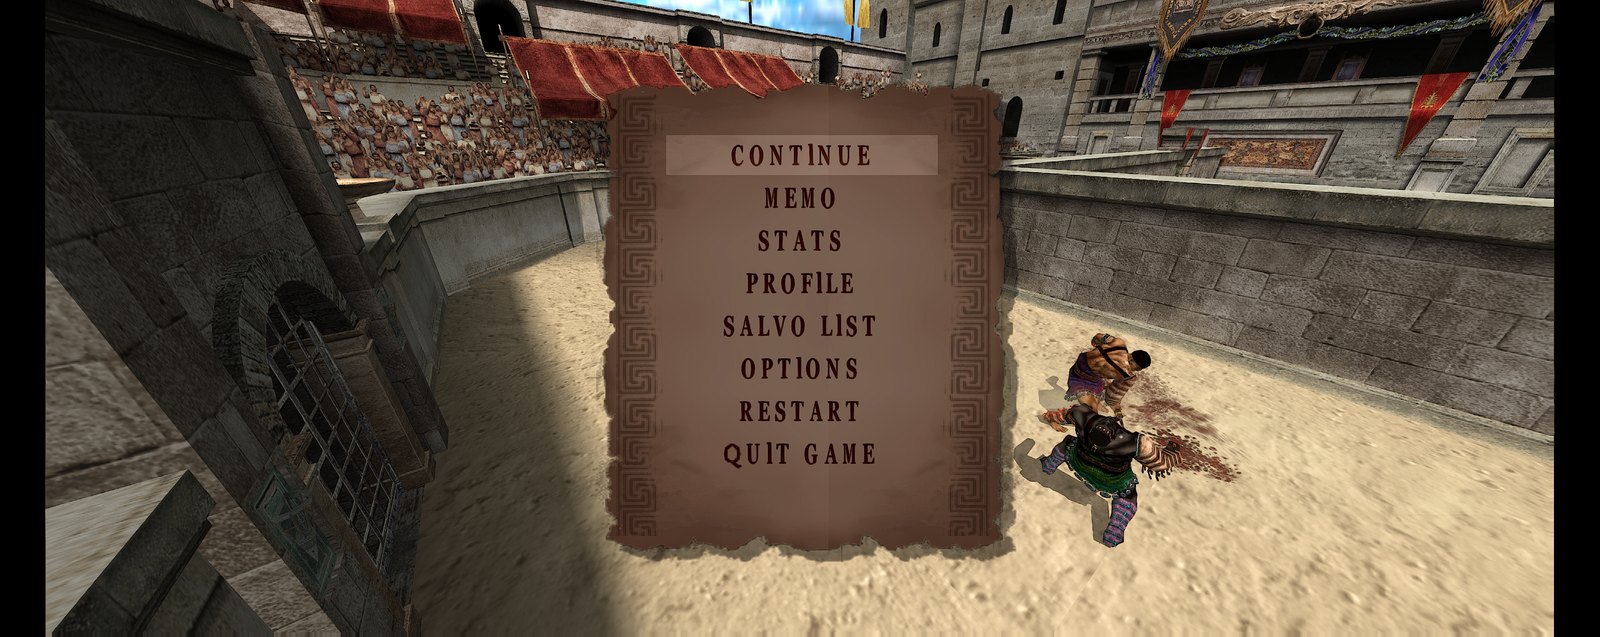 CONTINUE
MEMO
STATS
PROFILE
SALVO LIST
OPTIONS
RESTART
QUIT GAME